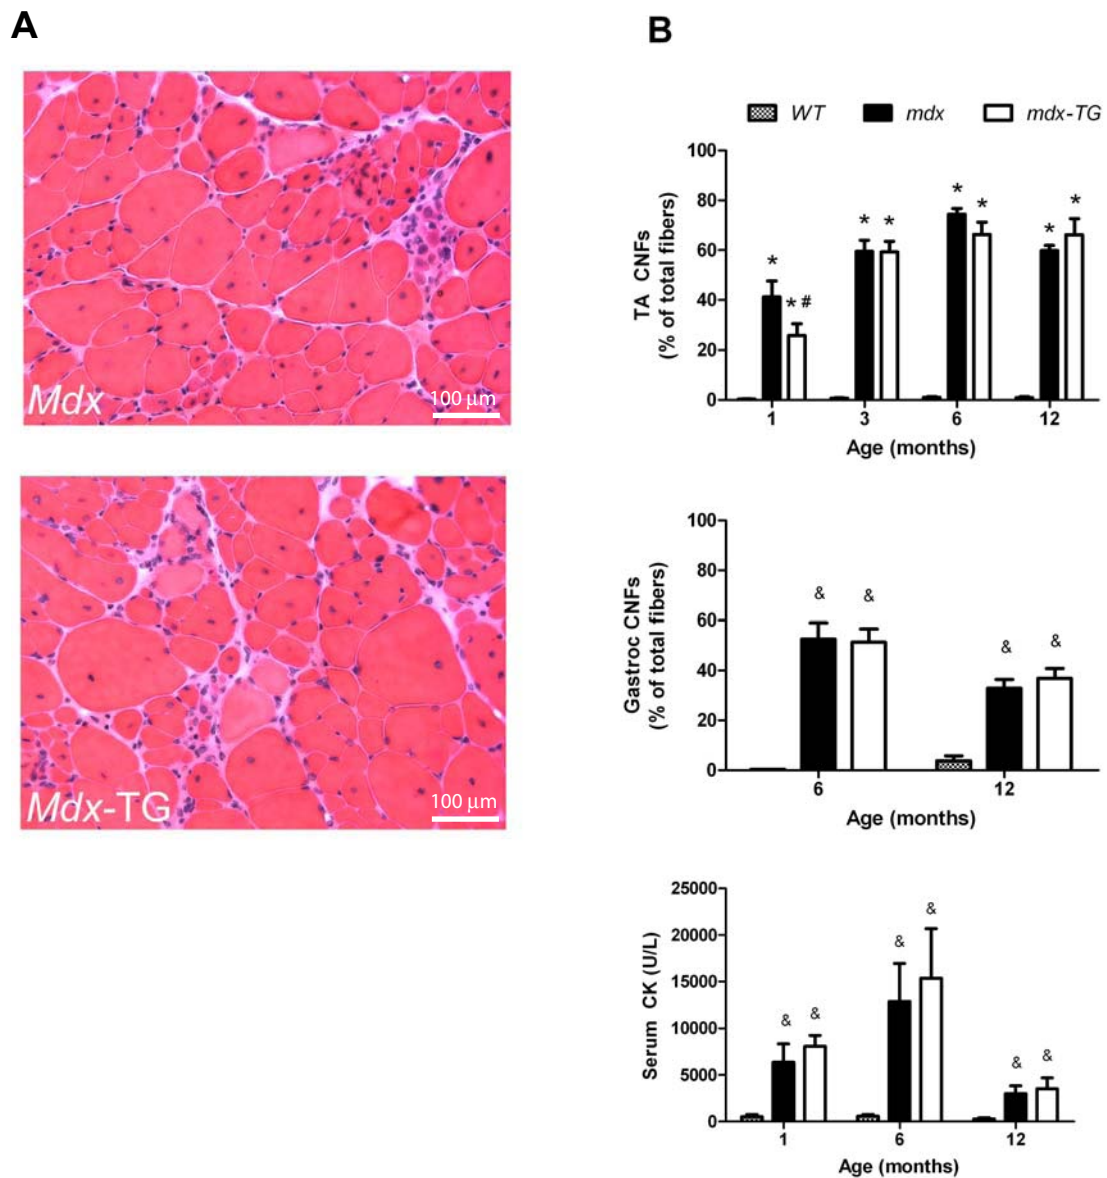 A
Mdx
100 µm
Mdx-TG
100 µm
B
WT mdx mdx-TG
TA CNFs
(% of total fibers)
100
80
60
40
20
0
*
* #
*
*
*
*
*
*
1 3 6 12
Age (months)
Gastroc CNFs
(% of total fibers)
100
80
60
40
20
0
&
&
&
&
6 12
Age (months)
Serum CK (U/L)
25000
20000
15000
10000
5000
0
&
&
&
&
&
&
1 6 12
Age (months)